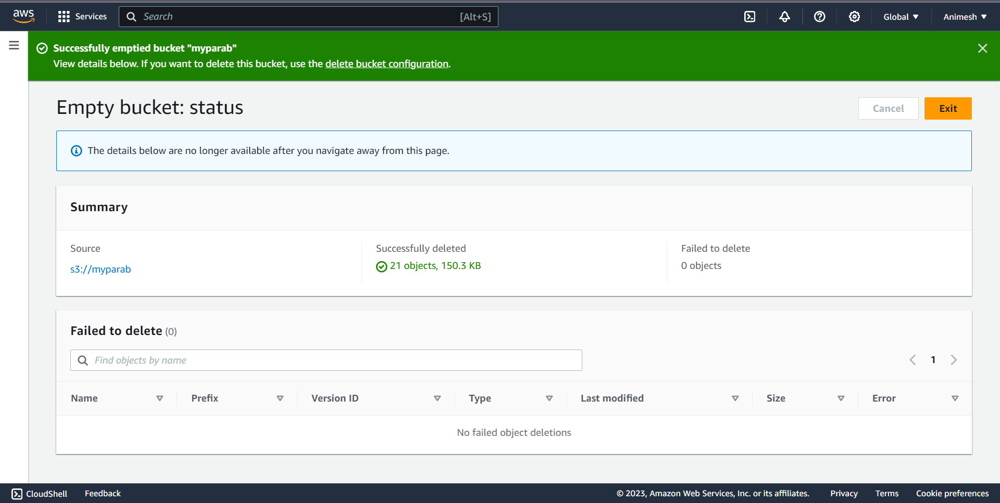 aws
Services
Search
[Alt+S]
Global
Animesh
Successfully emptied bucket "myparab"
View details below. If you want to delete this bucket, use the delete bucket configuration.
Empty bucket: status
Cancel
Exit
The details below are no longer available after you navigate away from this page.
Summary
Source
s3://myparab
Successfully deleted
21 objects, 150.3 KB
Failed to delete
0 objects
Failed to delete (0)
Find objects by name
1
Name
Prefix
Version ID
Type
Last modified
Size
Error
No failed object deletions
CloudShell
Feedback
© 2023, Amazon Web Services, Inc. or its affiliates.
Privacy
Terms
Cookie preferences